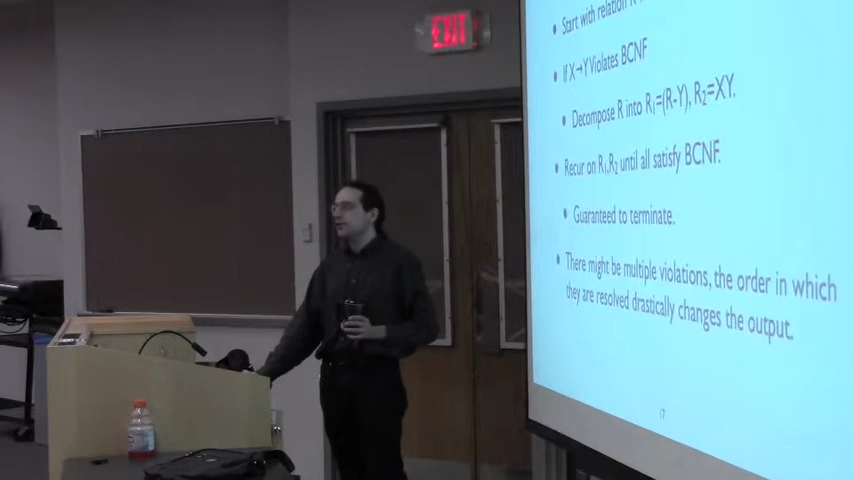 EXIT
Start with relation R
If X→Y Violates BCNF
Decompose R into R₁=(R-Y), R₂=XY.
Recur on R₁,R₂ until all satisfy BCNF.
Guaranteed to terminate.
There might be multiple violations, the order in which
they are resolved drastically changes the output.
17